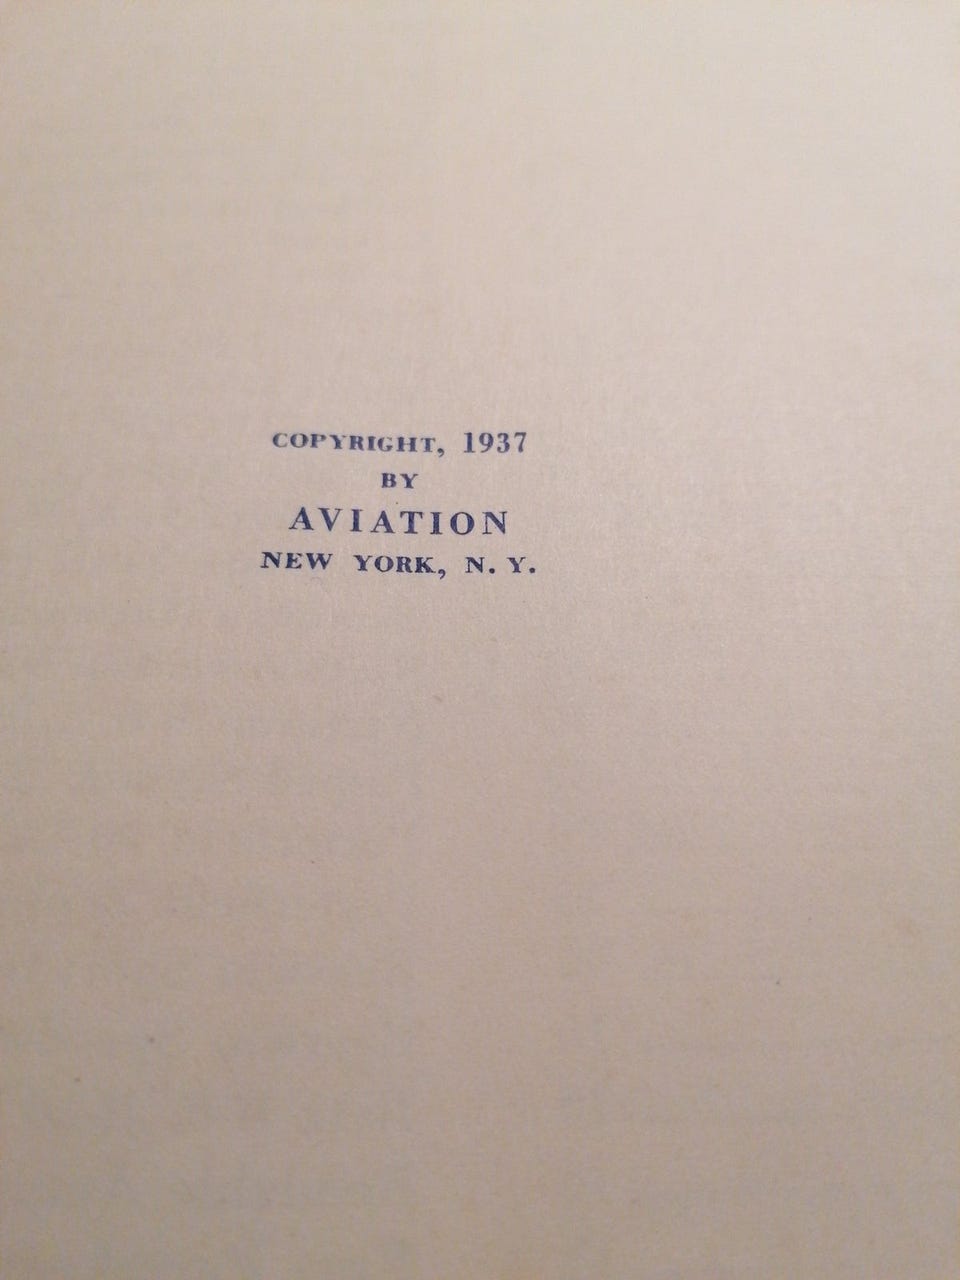 COPYRIGHT, 1937
BY
AVIATION
NEW YORK, N. Y.